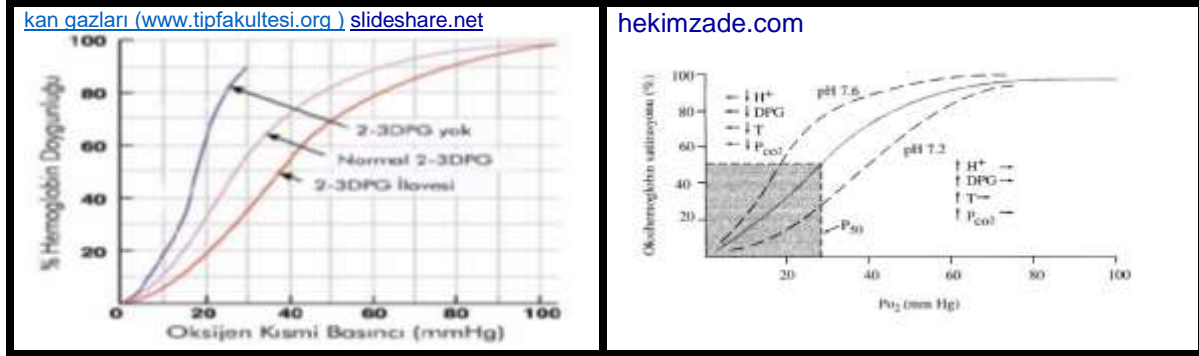 kan gazları (www.tipfakultesi.org ) slideshare.net
100
80
60
40
20
0
20
40
60
80
100
% Hemoglobin Doygunluğu
2-3DPG yok
Normal 2-3DPG
2-3DPG İlavesi
Oksijen Kısmi Basıncı (mmHg)
hekimzade.com
100
80
60
40
20
Oksihemoglobin satürasyonu (%)
← ↓ H⁺
← ↓ DPG
← ↓ T
← ↓ Pco₂
pH 7.6
pH 7.2
↑ H⁺ →
↑ DPG →
↑ T →
↑ Pco₂ →
P₅₀
20
40
60
80
100
Po₂ (mm Hg)